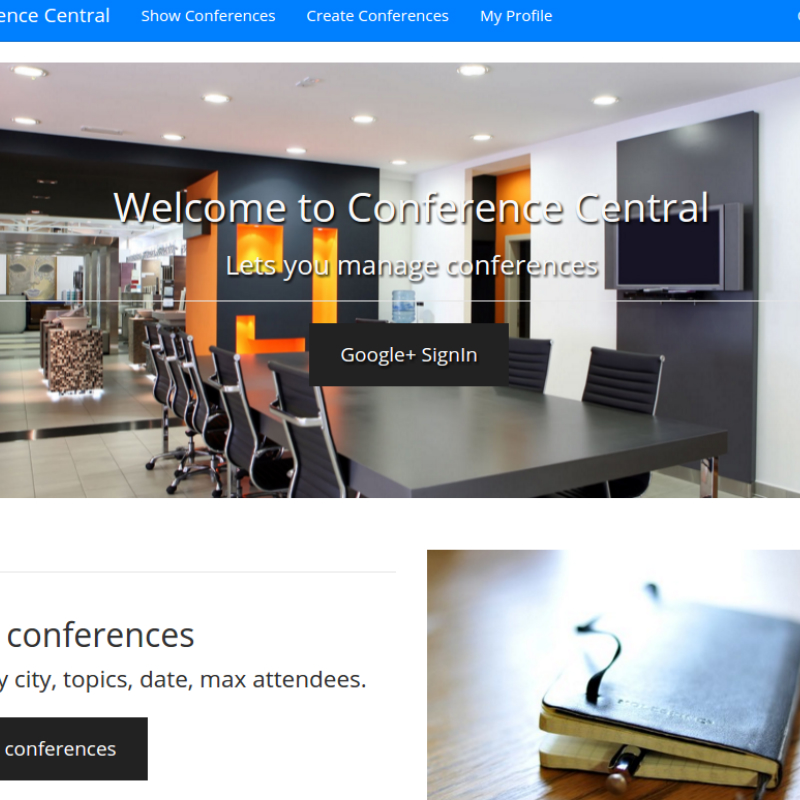 ence Central Show Conferences Create Conferences My Profile
Welcome to Conference Central
Lets you manage conferences
Google+ SignIn
conferences
y city, topics, date, max attendees.
conferences